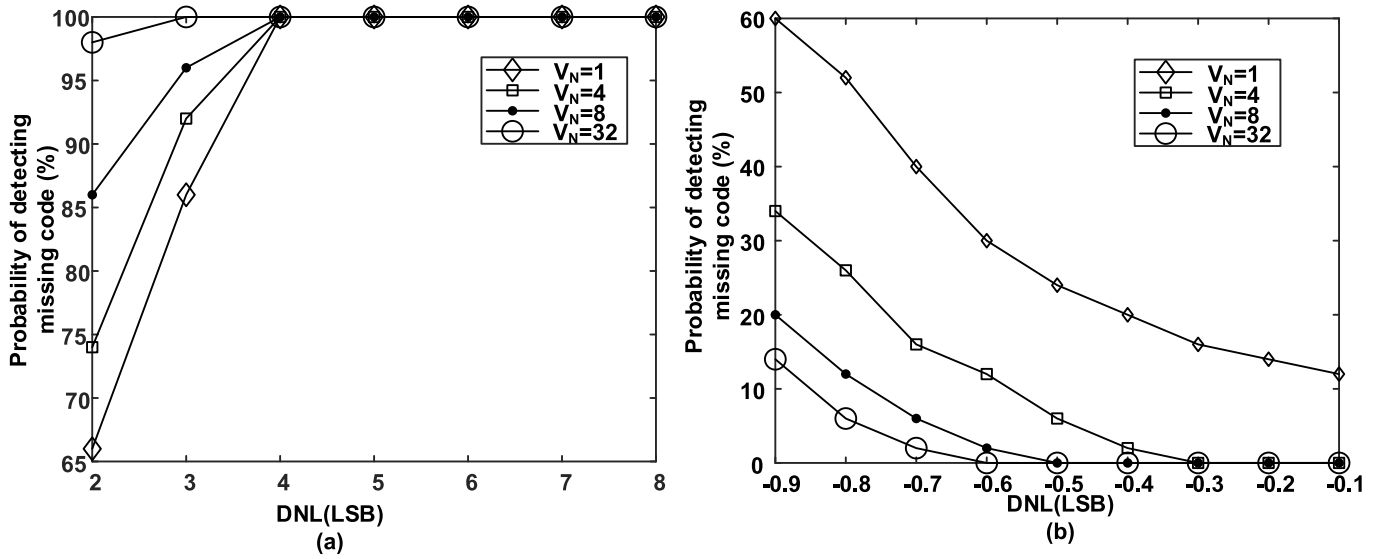 Probability of detecting
missing code (%)
100
95
90
85
80
75
70
65
2
3
4
5
6
7
8
V_N=1
V_N=4
V_N=8
V_N=32
DNL(LSB)
(a)
Probability of detecting
missing code (%)
60
50
40
30
20
10
0
-0.9
-0.8
-0.7
-0.6
-0.5
-0.4
-0.3
-0.2
-0.1
V_N=1
V_N=4
V_N=8
V_N=32
DNL(LSB)
(b)